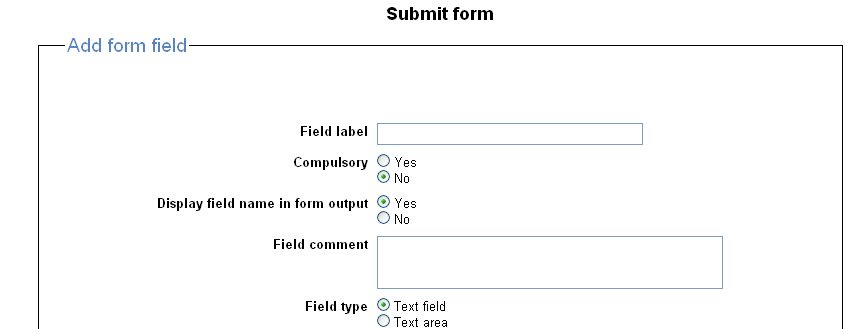 Submit form
Add form field
Field label
Compulsory Yes
No
Display field name in form output Yes
No
Field comment
Field type Text field
Text area